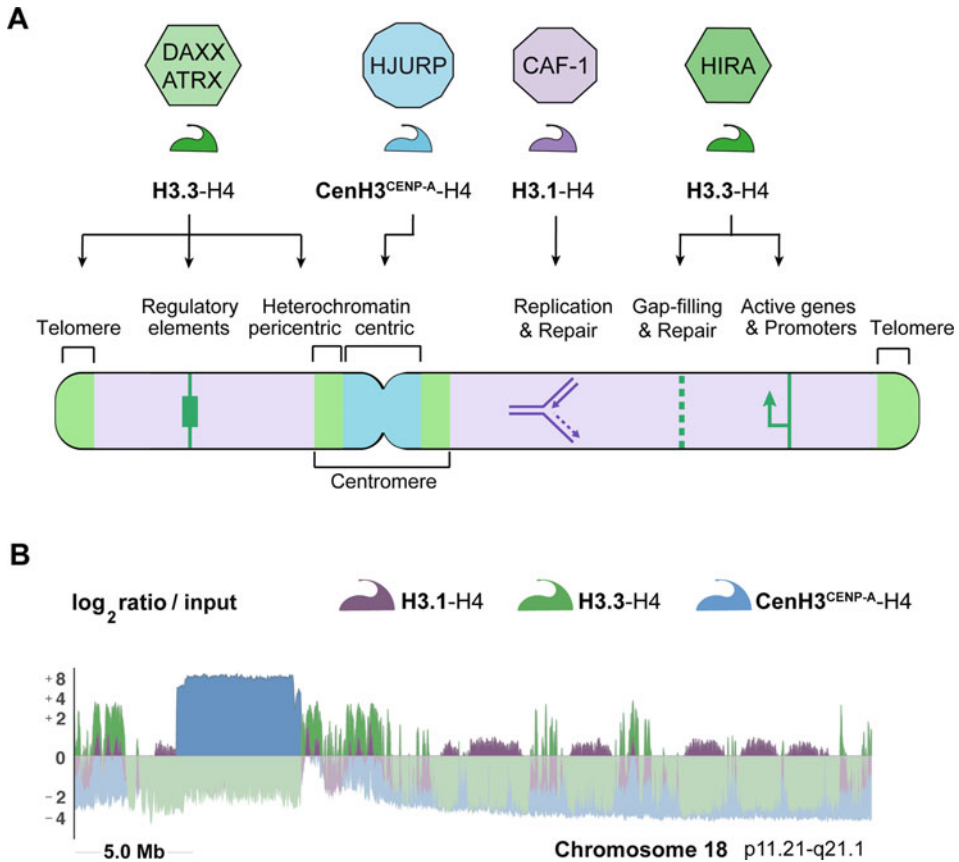 A
DAXX
ATRX
HJURP
CAF-1
HIRA
H3.3-H4
CenH3CENP-A-H4
H3.1-H4
H3.3-H4
Telomere
Regulatory
elements
Heterochromatin
pericentric centric
Replication
& Repair
Gap-filling
& Repair
Active genes
& Promoters
Telomere
Centromere
B
log2 ratio / input
H3.1-H4
H3.3-H4
CenH3CENP-A-H4
+ 8
+ 4
+ 2
0
– 2
– 4
5.0 Mb
Chromosome 18 p11.21-q21.1